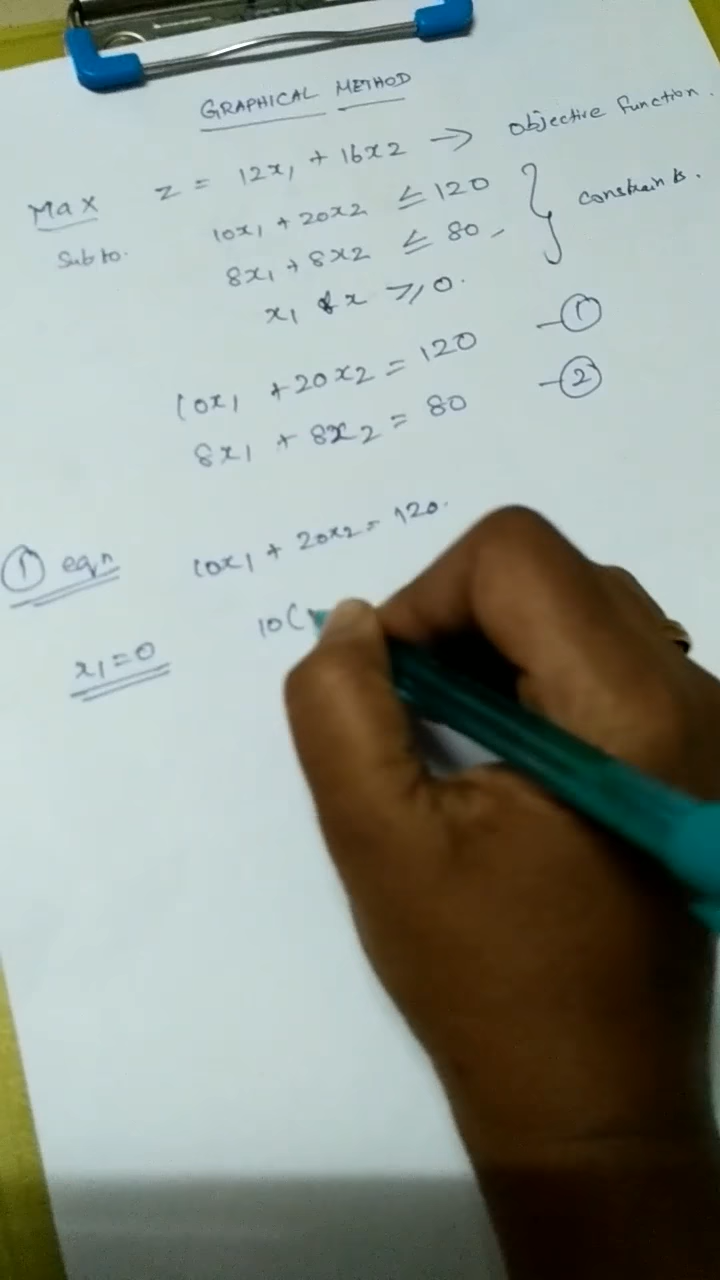 GRAPHICAL METHOD
Max Z = 12x1 + 16x2 → Objective Function.
Sub to. 10x1 + 20x2 ≤ 120
8x1 + 8x2 ≤ 80 } constraints.
x1 & x ≥ 0.
10x1 + 20x2 = 120 -①
8x1 + 8x2 = 80 -②
① eqn 10x1 + 20x2 = 120.
x1 = 0 10(